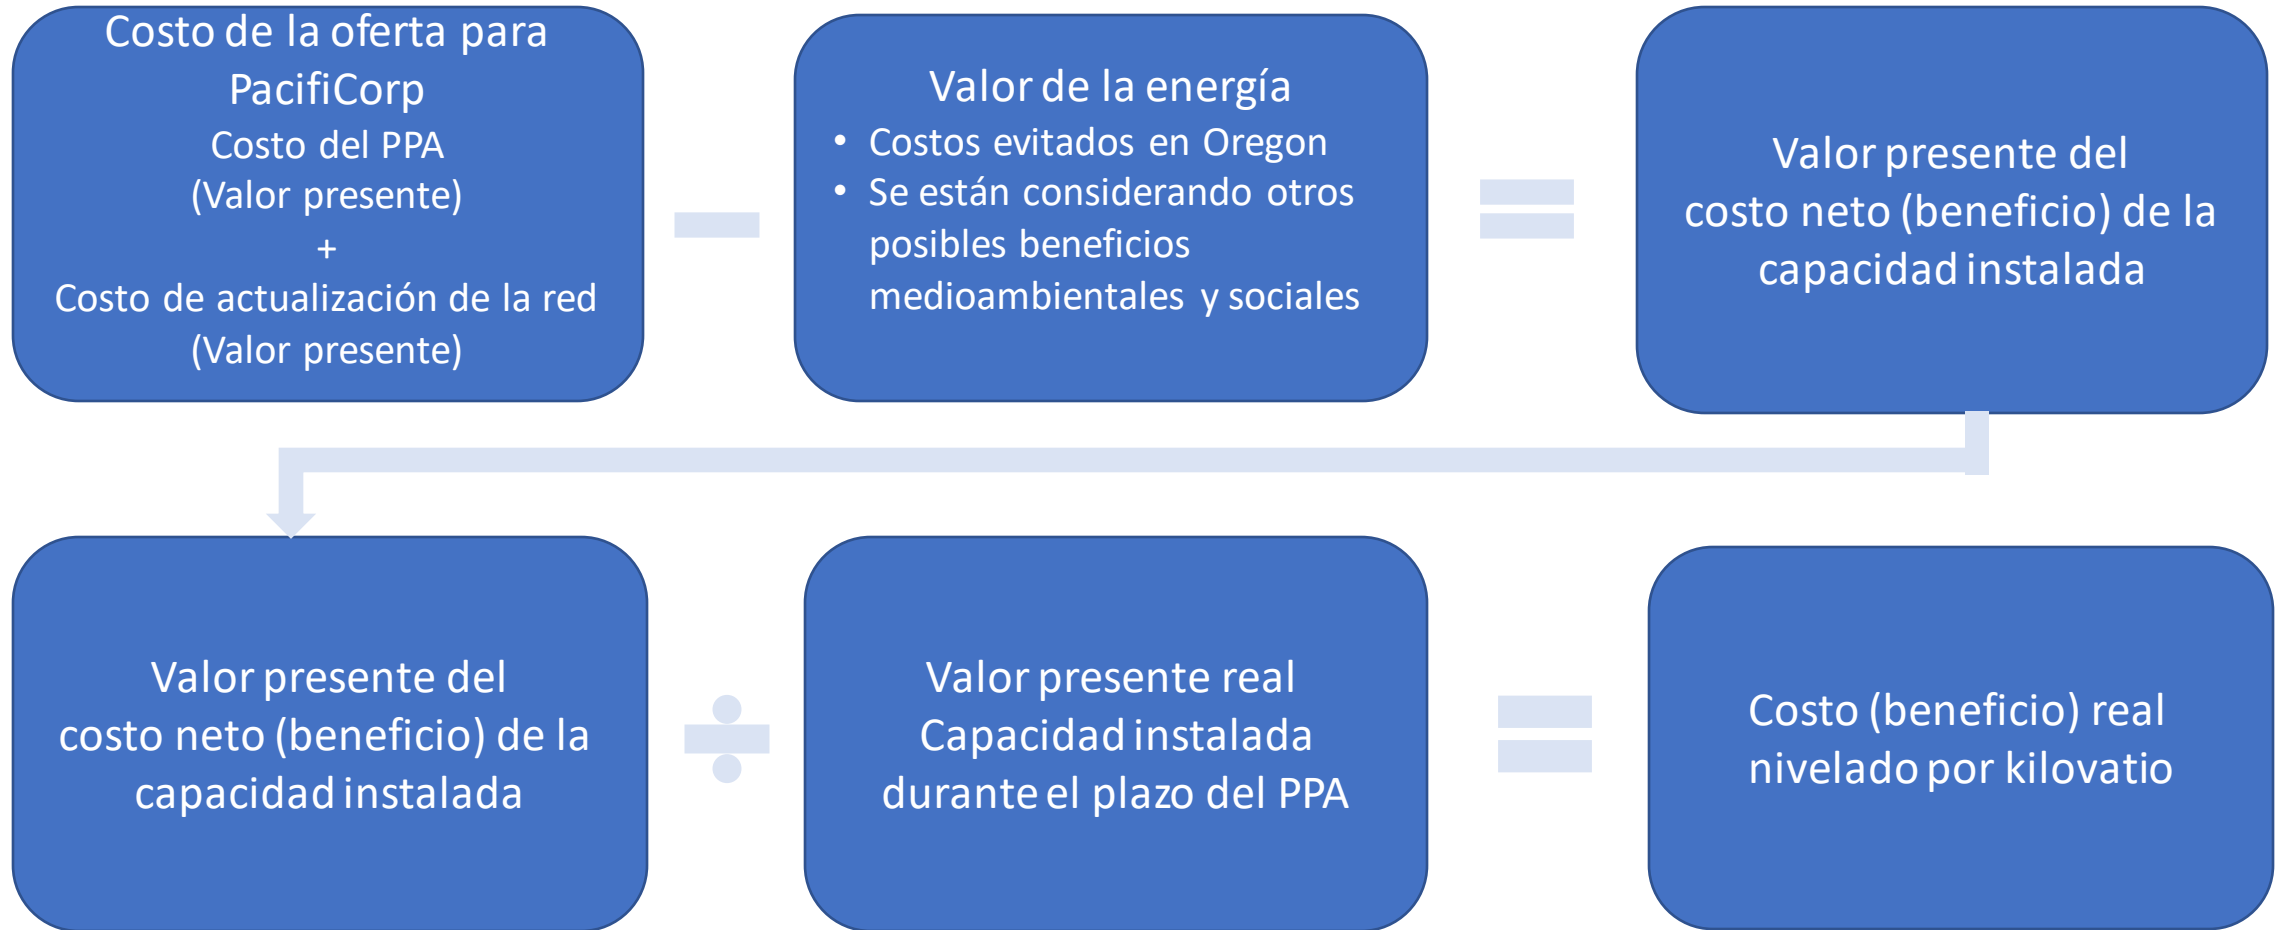 Costo de la oferta para
PacifiCorp
Costo del PPA
(Valor presente)
+
Costo de actualización de la red
(Valor presente)
Valor de la energía
• Costos evitados en Oregon
• Se están considerando otros
posibles beneficios
medioambientales y sociales
Valor presente del
costo neto (beneficio) de la
capacidad instalada
Valor presente del
costo neto (beneficio) de la
capacidad instalada
Valor presente real
Capacidad instalada
durante el plazo del PPA
Costo (beneficio) real
nivelado por kilovatio